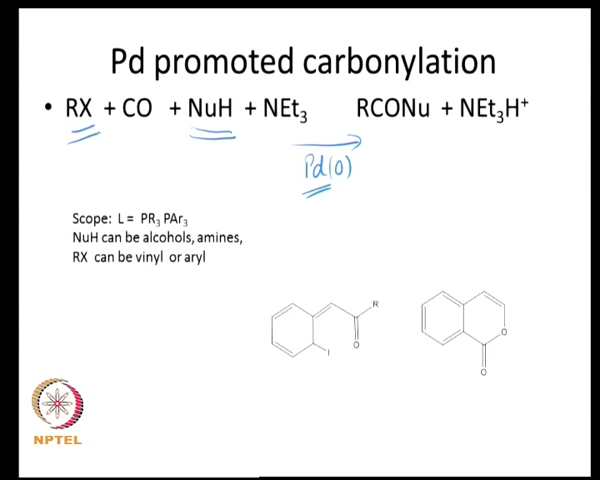 Pd promoted carbonylation
• RX + CO + NuH + NEt₃ RCONu + NEt₃H⁺
Pd(0)
Scope: L = PR₃ PAr₃
NuH can be alcohols, amines,
RX can be vinyl or aryl
R
O
I
O
O
NPTEL